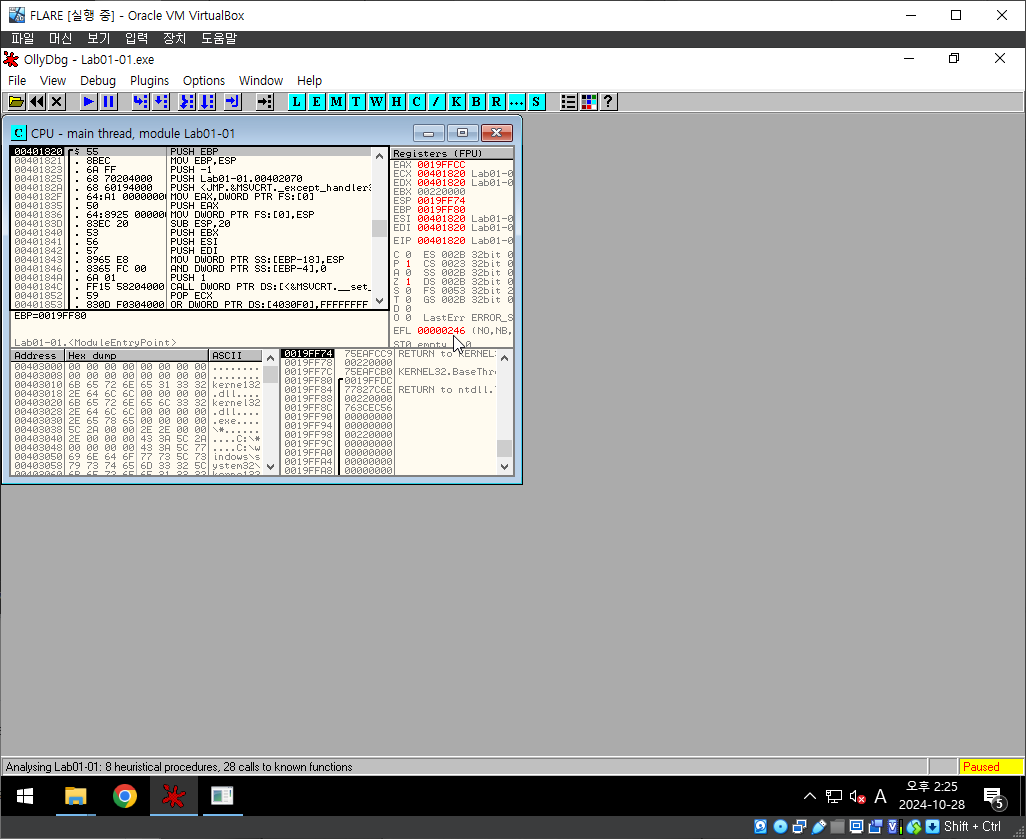 FLARE [실행 중] - Oracle VM VirtualBox
파일 머신 보기 입력 장치 도움말
OllyDbg - Lab01-01.exe
File View Debug Plugins Options Window Help
L E M T W H C / K B R ... S
?
C CPU - main thread, module Lab01-01
00401820 $ 55 PUSH EBP
00401821 . 8BEC MOV EBP,ESP
00401823 . 6A FF PUSH -1
00401825 . 68 70204000 PUSH Lab01-01.00402070
0040182A . 68 60194000 PUSH <JMP.&MSVCRT._except_handler3
0040182F . 64:A1 00000000 MOV EAX,DWORD PTR FS:[0]
00401835 . 50 PUSH EAX
00401836 . 64:8925 00000 MOV DWORD PTR FS:[0],ESP
0040183D . 83EC 20 SUB ESP,20
00401840 . 53 PUSH EBX
00401841 . 56 PUSH ESI
00401842 . 57 PUSH EDI
00401843 . 8965 E8 MOV DWORD PTR SS:[EBP-18],ESP
00401846 . 8365 FC 00 AND DWORD PTR SS:[EBP-4],0
0040184A . 6A 01 PUSH 1
0040184C . FF15 58204000 CALL DWORD PTR DS:[<&MSVCRT.__set_
00401852 . 59 POP ECX
00401853 . 830D F0304000 OR DWORD PTR DS:[4030F0],FFFFFFFF
EBP=0019FF80
Lab01-01.<ModuleEntryPoint>
Registers (FPU)
EAX 0019FFCC
ECX 00401820 Lab01-0
EDX 00401820 Lab01-0
EBX 00220000
ESP 0019FF74
EBP 0019FF80
ESI 00401820 Lab01-0
EDI 00401820 Lab01-0
EIP 00401820 Lab01-0
C 0 ES 002B 32bit 0
P 1 CS 0023 32bit 0
A 0 SS 002B 32bit 0
Z 1 DS 002B 32bit 0
S 0 FS 0053 32bit 2
T 0 GS 002B 32bit 0
D 0
O 0 LastErr ERROR_S
EFL 00000246 (NO,NB,
ST0 empty
Address Hex dump ASCII
00403000 00 00 00 00 00 00 00 00 ........
00403008 00 00 00 00 00 00 00 00 ........
00403010 6B 65 72 6E 65 31 33 32 kerne132
00403018 2E 64 6C 6C 00 00 00 00 .dll....
00403020 6B 65 72 6E 65 6C 33 32 kernel32
00403028 2E 64 6C 6C 00 00 00 00 .dll....
00403030 2E 65 78 65 00 00 00 00 .exe....
00403038 5C 2A 00 00 2E 2E 00 00 \*......
00403040 2E 00 00 00 43 3A 5C 2A ....C:\*
00403048 00 00 00 00 43 3A 5C 77 ....C:\w
00403050 69 6E 64 6F 77 73 5C 73 indows\s
00403058 79 73 74 65 6D 33 32 5C ystem32\
0019FF74 75EAFCC9 RETURN to KERNEL
0019FF78 00220000
0019FF7C 75EAFCB0 KERNEL32.BaseThr
0019FF80 0019FFDC
0019FF84 77827C6E RETURN to ntdll.
0019FF88 00220000
0019FF8C 763CEC56
0019FF90 00000000
0019FF94 00000000
0019FF98 00220000
0019FF9C 00000000
0019FFA0 00000000
0019FFA4 00000000
0019FFA8 00000000
Analysing Lab01-01: 8 heuristical procedures, 28 calls to known functions
Paused
A
오후 2:25
2024-10-28
5
Shift + Ctrl